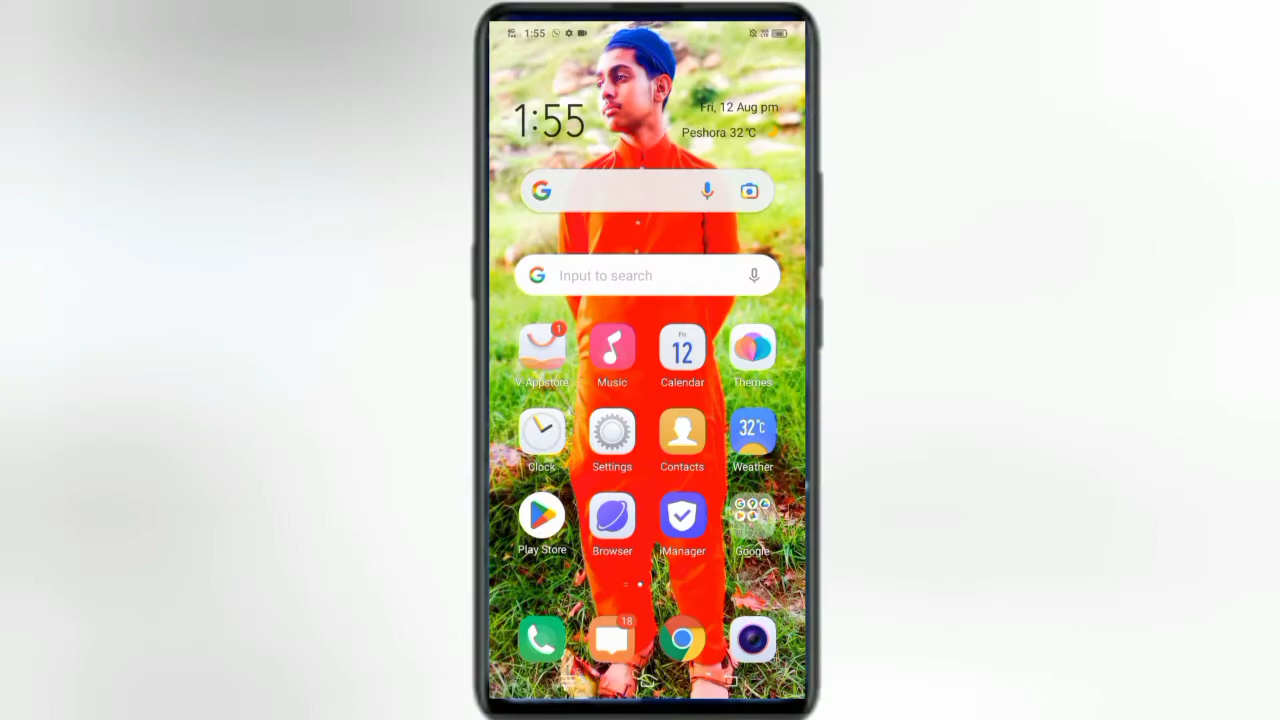 1:55
1:55
Fri, 12 Aug pm
Peshora 32°C
Input to search
1
Fri
12
V-Appstore Music Calendar Themes
32°C
Clock Settings Contacts Weather
Play Store Browser iManager Google
18